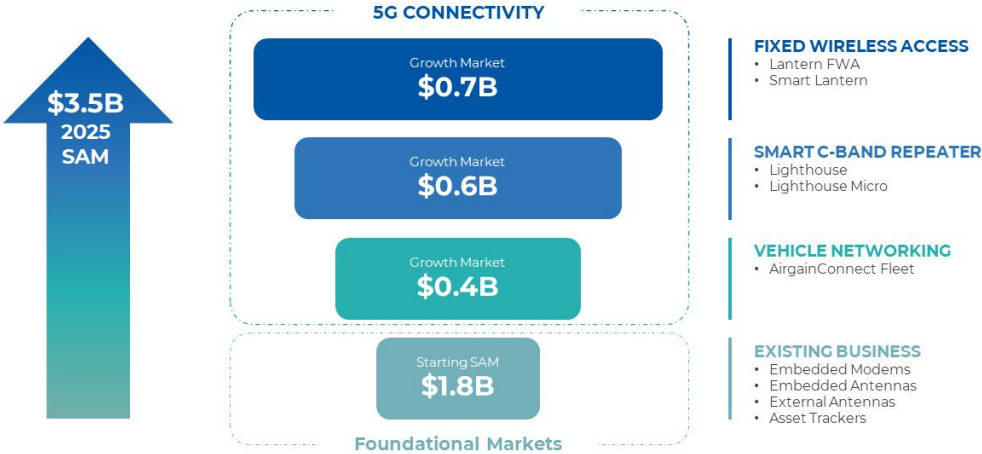 5G CONNECTIVITY
$3.5B
2025
SAM
Growth Market
$0.7B
FIXED WIRELESS ACCESS
• Lantern FWA
• Smart Lantern
Growth Market
$0.6B
SMART C-BAND REPEATER
• Lighthouse
• Lighthouse Micro
Growth Market
$0.4B
VEHICLE NETWORKING
• AirgainConnect Fleet
Starting SAM
$1.8B
EXISTING BUSINESS
• Embedded Modems
• Embedded Antennas
• External Antennas
• Asset Trackers
Foundational Markets